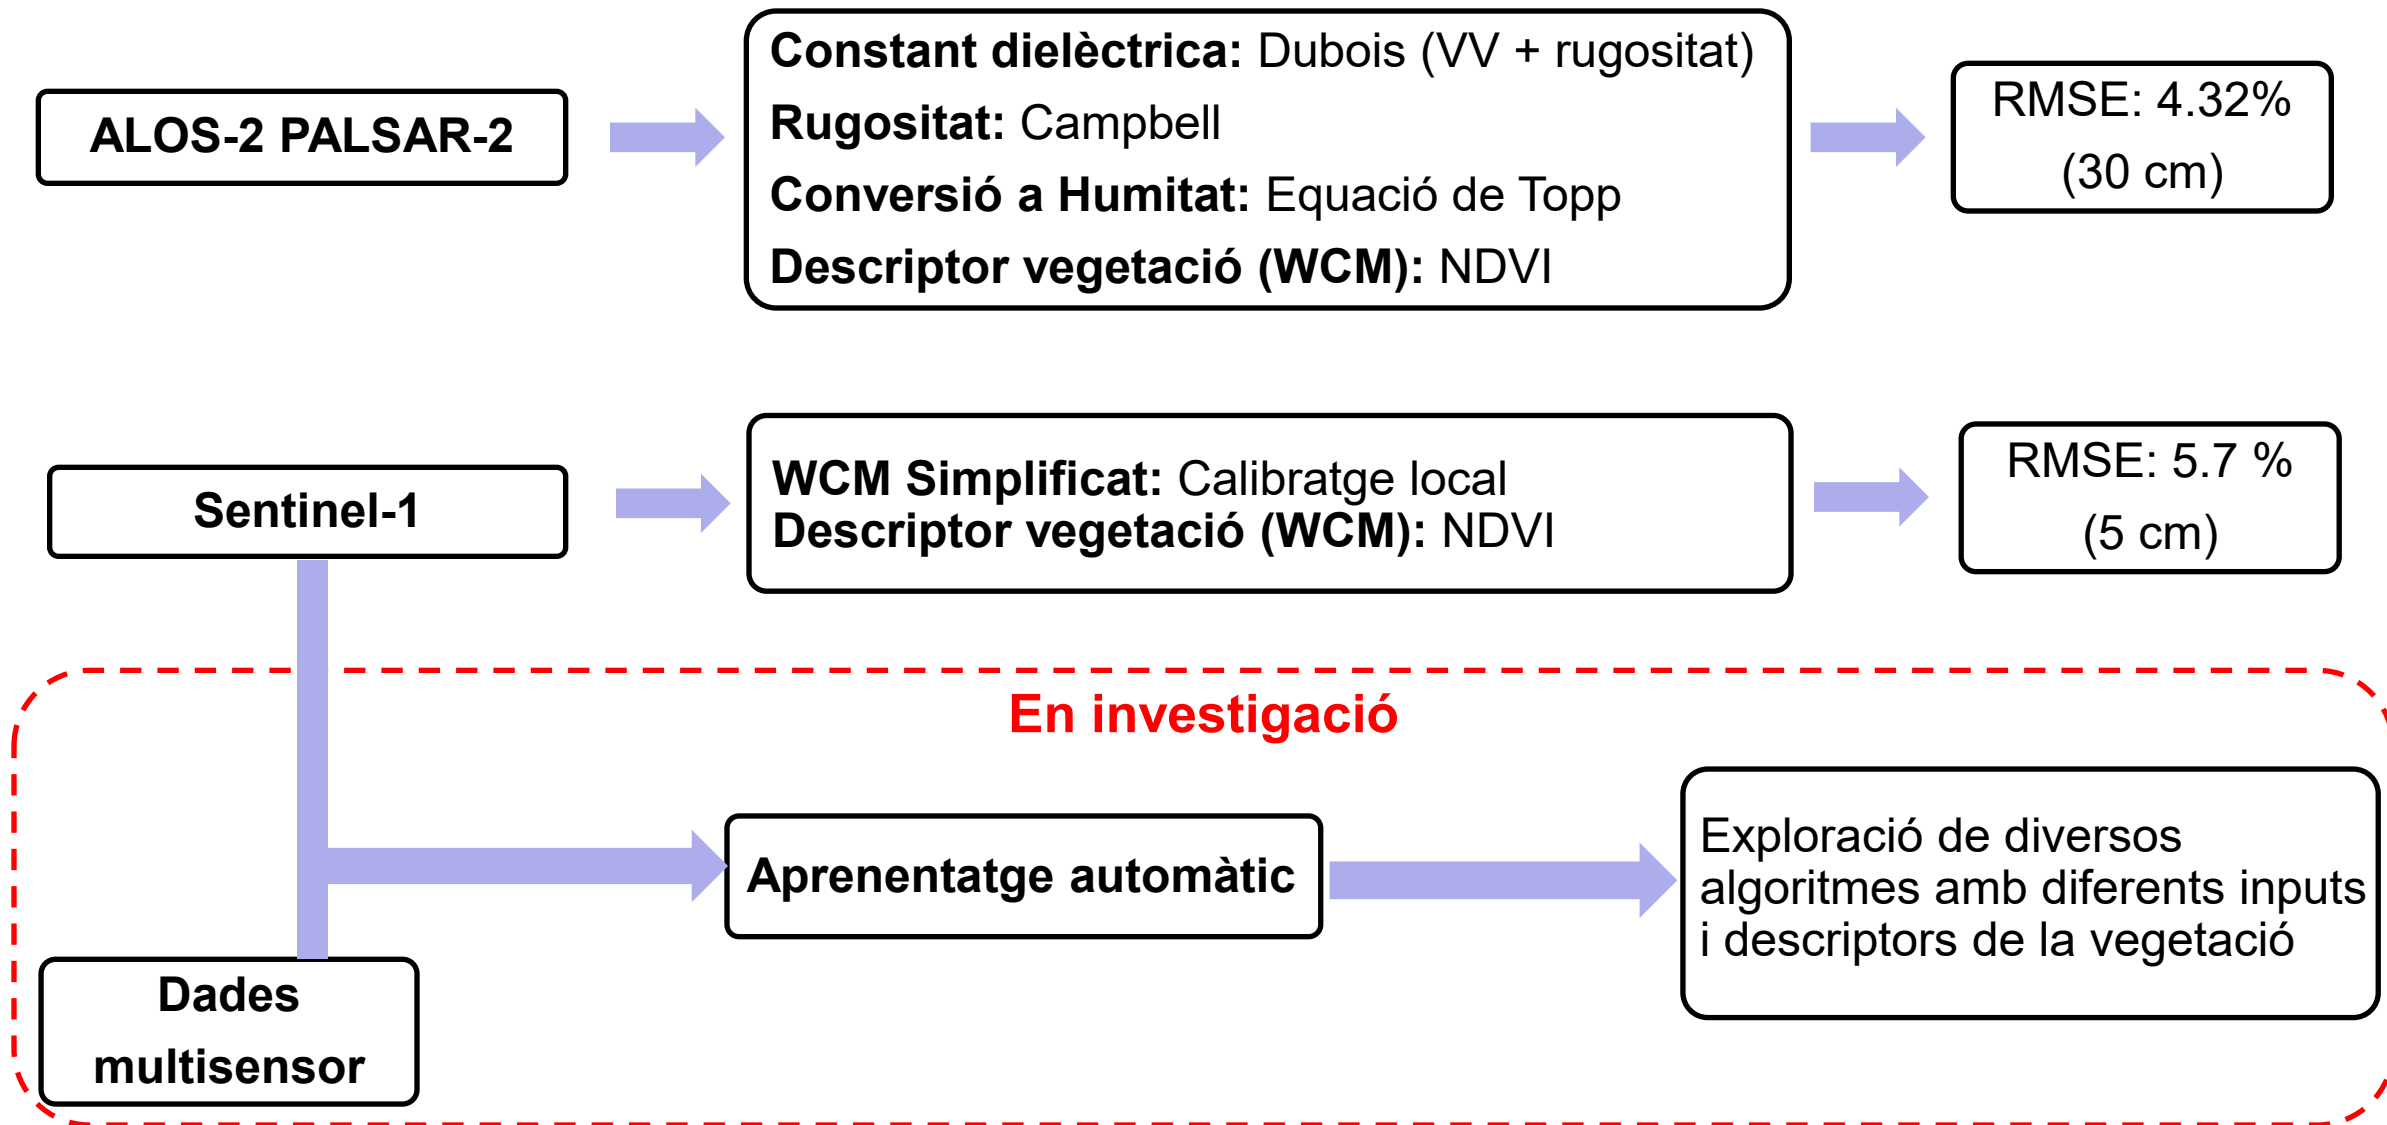 ALOS-2 PALSAR-2
Constant dielèctrica: Dubois (VV + rugositat)
Rugositat: Campbell
Conversió a Humitat: Equació de Topp
Descriptor vegetació (WCM): NDVI
RMSE: 4.32%
(30 cm)
Sentinel-1
WCM Simplificat: Calibratge local
Descriptor vegetació (WCM): NDVI
RMSE: 5.7 %
(5 cm)
En investigació
Dades
multisensor
Aprenentatge automàtic
Exploració de diversos
algoritmes amb diferents inputs
i descriptors de la vegetació